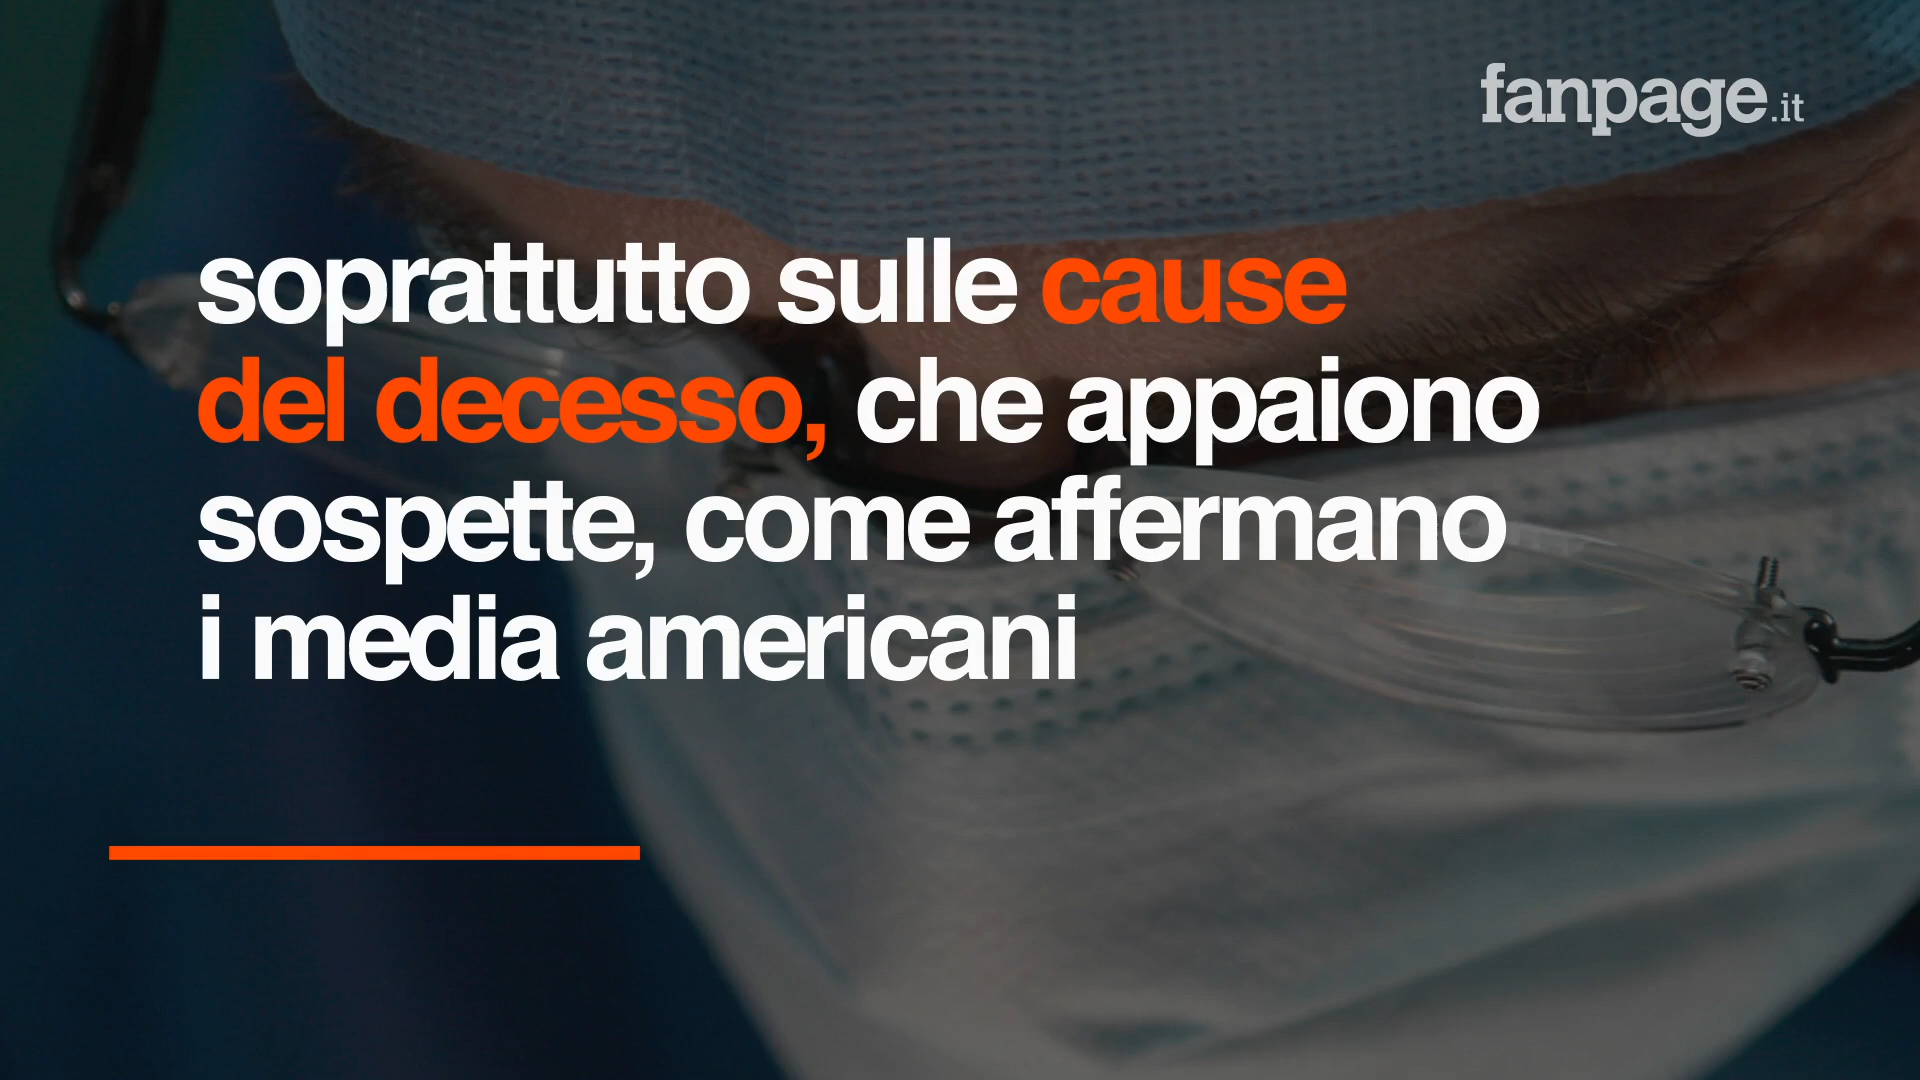 fanpage.it
soprattutto sulle cause
del decesso, che appaiono
sospette, come affermano
i media americani